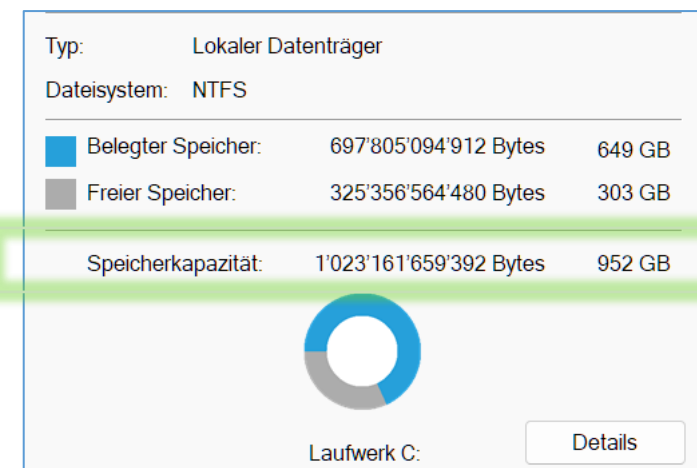 Typ: Lokaler Datenträger
Dateisystem: NTFS
Belegter Speicher: 697'805'094'912 Bytes 649 GB
Freier Speicher: 325'356'564'480 Bytes 303 GB
Speicherkapazität: 1'023'161'659'392 Bytes 952 GB
Laufwerk C: Details